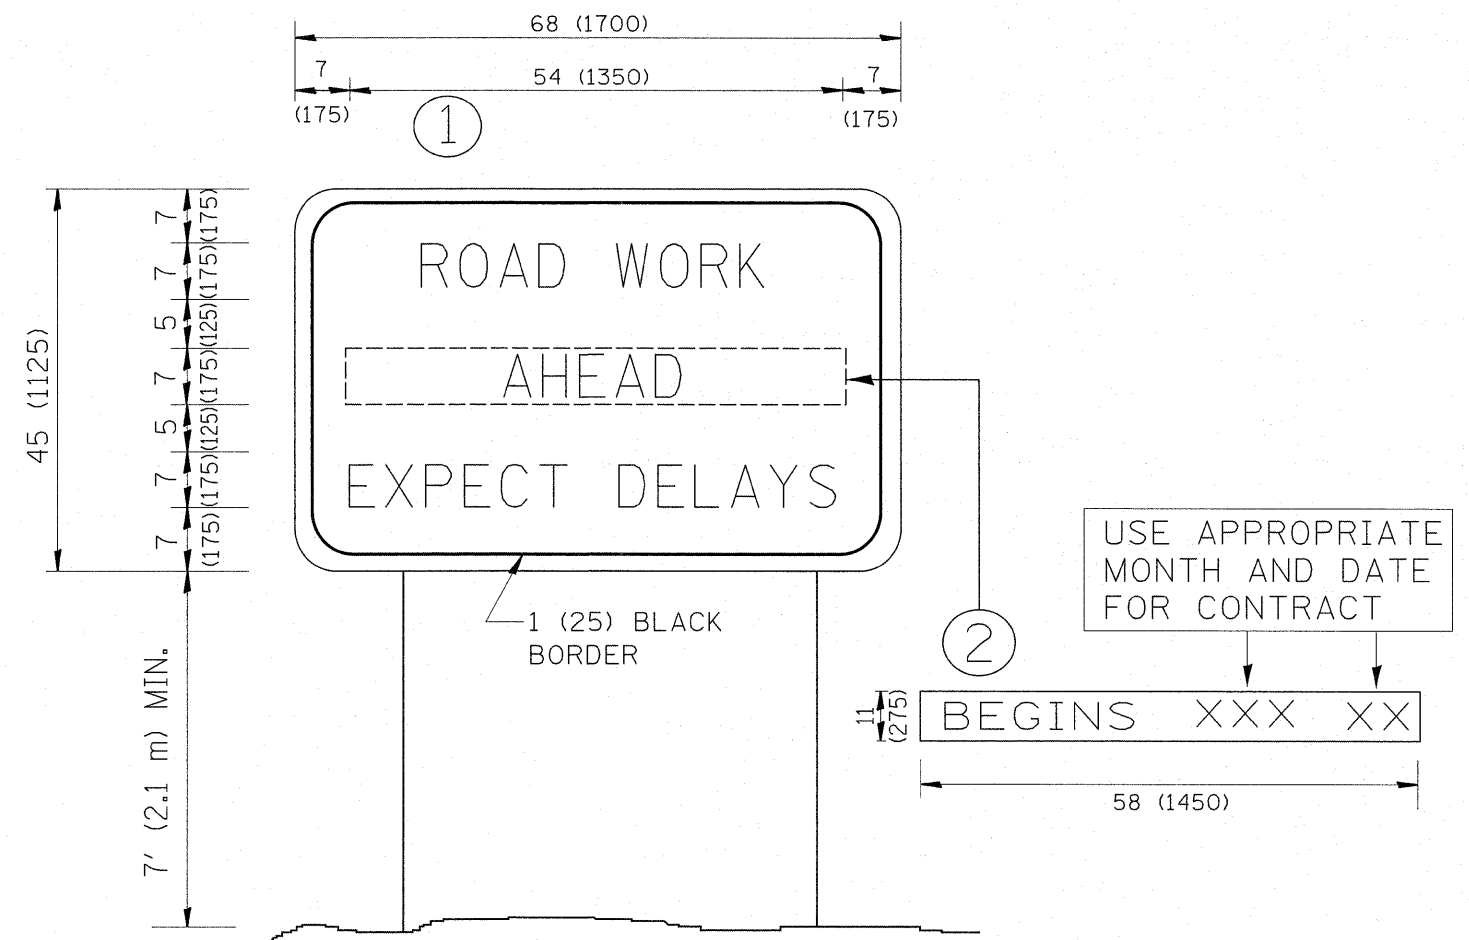 68 (1700)
7 54 (1350) 7
(175) (175)
1
7 (175)
7 (175)
5 (125)
7 (175)
5 (125)
7 (175)
7 (175)
45 (1125)
ROAD WORK
AHEAD
EXPECT DELAYS
1 (25) BLACK
BORDER
7' (2.1 m) MIN.
2
USE APPROPRIATE
MONTH AND DATE
FOR CONTRACT
11
(275)
BEGINS XXX XX
58 (1450)